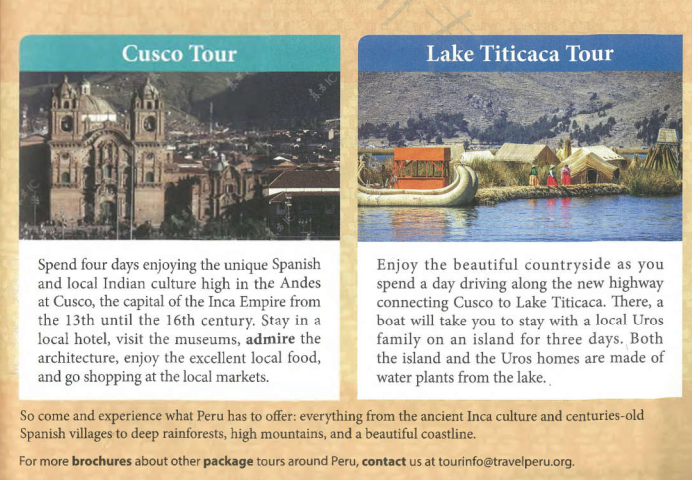 Cusco Tour
Spend four days enjoying the unique Spanish
and local Indian culture high in the Andes
at Cusco, the capital of the Inca Empire from
the 13th until the 16th century. Stay in a
local hotel, visit the museums, admire the
architecture, enjoy the excellent local food,
and go shopping at the local markets.
Lake Titicaca Tour
Enjoy the beautiful countryside as you
spend a day driving along the new highway
connecting Cusco to Lake Titicaca. There, a
boat will take you to stay with a local Uros
family on an island for three days. Both
the island and the Uros homes are made of
water plants from the lake.
So come and experience what Peru has to offer: everything from the ancient Inca culture and centuries-old
Spanish villages to deep rainforests, high mountains, and a beautiful coastline.
For more brochures about other package tours around Peru, contact us at tourinfo@travelperu.org.